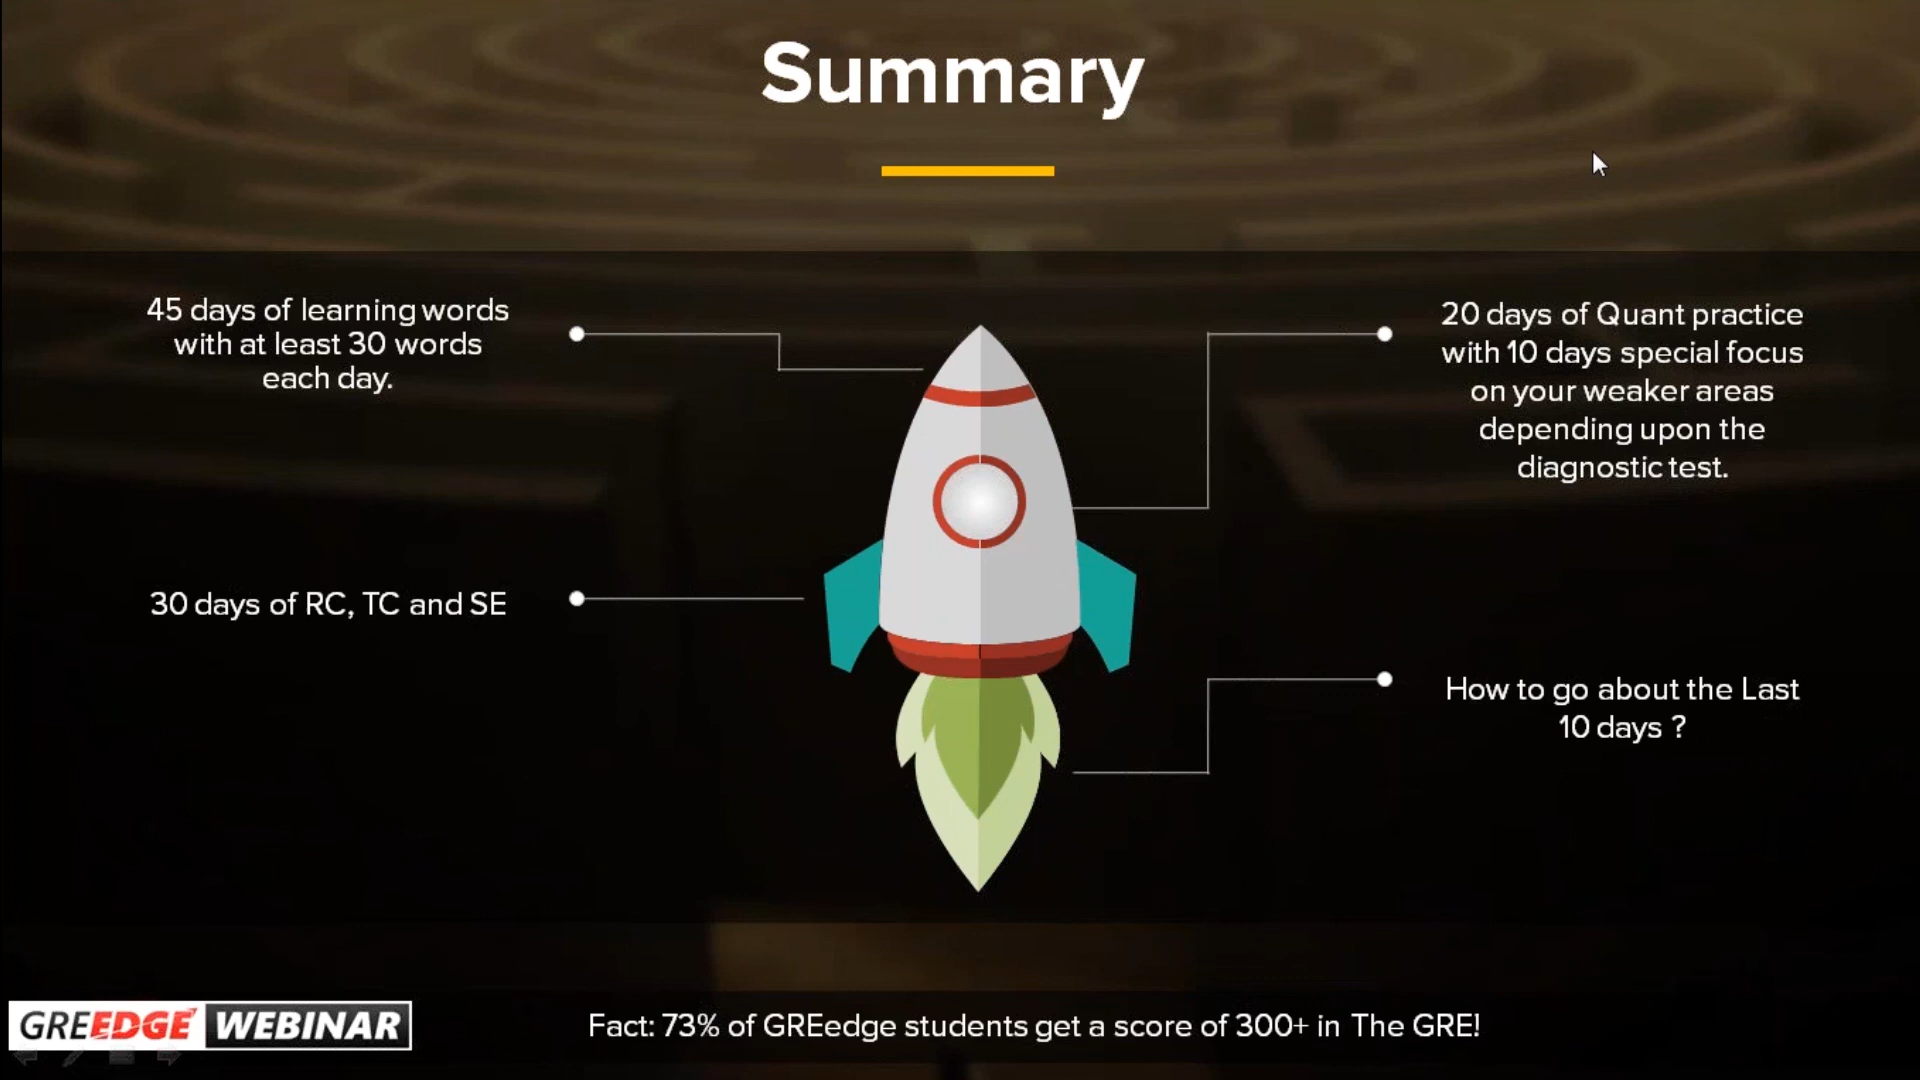 Summary
45 days of learning words
with at least 30 words
each day.
30 days of RC, TC and SE
20 days of Quant practice
with 10 days special focus
on your weaker areas
depending upon the
diagnostic test.
How to go about the Last
10 days ?
GREEDGE WEBINAR
Fact: 73% of GREedge students get a score of 300+ in The GRE!